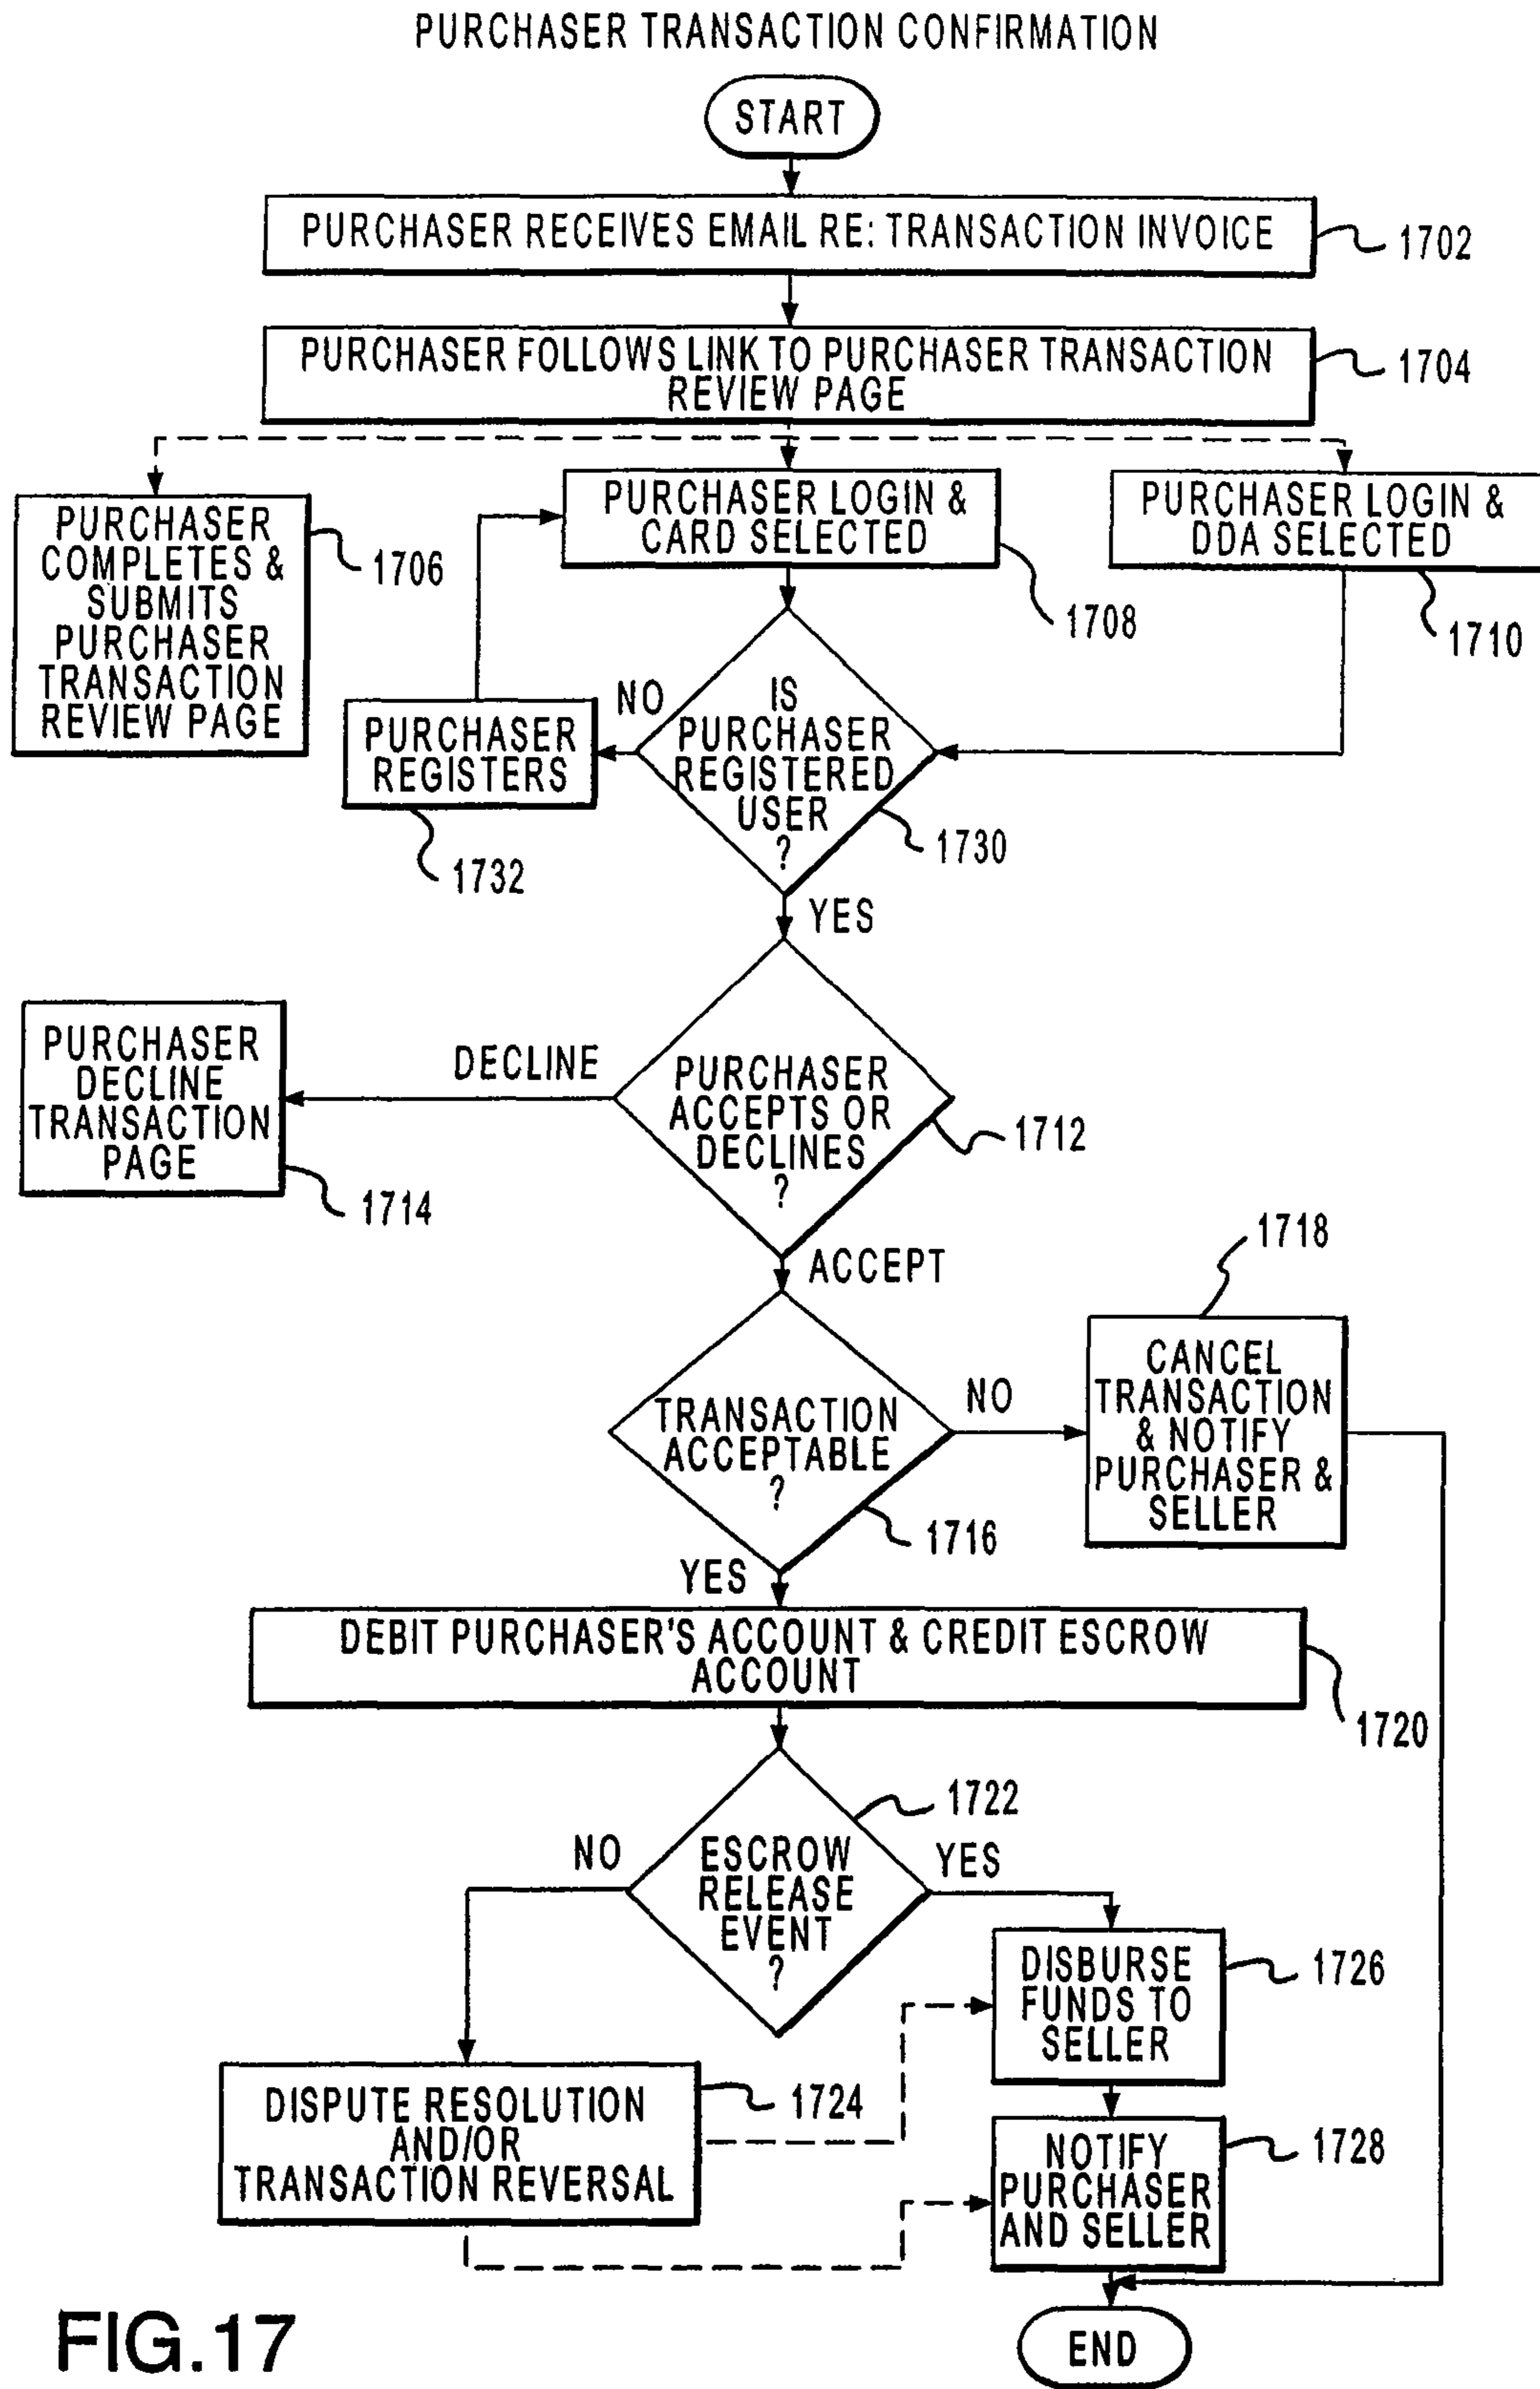 PURCHASER TRANSACTION CONFIRMATION
START
PURCHASER RECEIVES EMAIL RE: TRANSACTION INVOICE
1702
PURCHASER FOLLOWS LINK TO PURCHASER TRANSACTION
REVIEW PAGE
1704
PURCHASER
COMPLETES &
SUBMITS
PURCHASER
TRANSACTION
REVIEW PAGE
1706
PURCHASER LOGIN &
CARD SELECTED
1708
PURCHASER LOGIN &
DDA SELECTED
1710
NO
IS
PURCHASER
REGISTERED
USER
?
1730
PURCHASER
REGISTERS
1732
YES
PURCHASER
ACCEPTS OR
DECLINES
?
1712
DECLINE
PURCHASER
DECLINE
TRANSACTION
PAGE
1714
ACCEPT
TRANSACTION
ACCEPTABLE
?
1716
NO
1718
CANCEL
TRANSACTION
& NOTIFY
PURCHASER &
SELLER
YES
DEBIT PURCHASER'S ACCOUNT & CREDIT ESCROW
ACCOUNT
1720
1722
ESCROW
RELEASE
EVENT
?
NO
YES
DISBURSE
FUNDS TO
SELLER
1726
DISPUTE RESOLUTION
AND/OR
TRANSACTION REVERSAL
1724
NOTIFY
PURCHASER
AND SELLER
1728
END
FIG.17